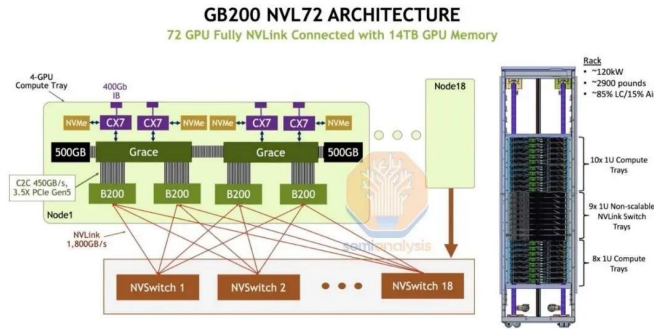 GB200 NVL72 ARCHITECTURE
72 GPU Fully NVLink Connected with 14TB GPU Memory
4-GPU
Compute Tray
400Gb
IB
NVMe
CX7
CX7
NVMe
NVMe
CX7
CX7
NVMe
500GB
Grace
Grace
500GB
C2C 450GB/s,
3.5X PCIe Gen5
B200
B200
B200
B200
Node1
Node18
NVLink
1,800GB/s
semianalysis
NVSwitch 1
NVSwitch 2
NVSwitch 18
Rack
• ~120kW
• ~2900 pounds
• ~85% LC/15% Ai
10x 1U Compute
Trays
9x 1U Non-scalable
NVLink Switch
Trays
8x 1U Compute
Trays